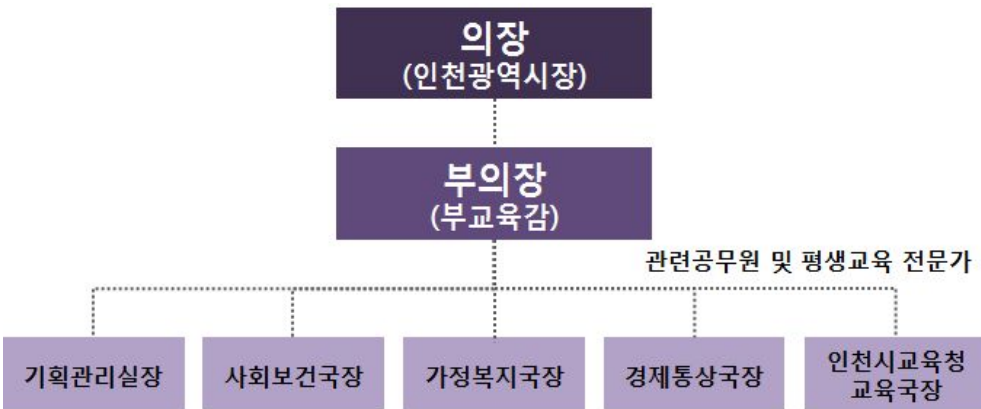 의장
(인천광역시장)
부의장
(부교육감)
관련공무원 및 평생교육 전문가
기획관리실장
사회보건국장
가정복지국장
경제통상국장
인천시교육청
교육국장